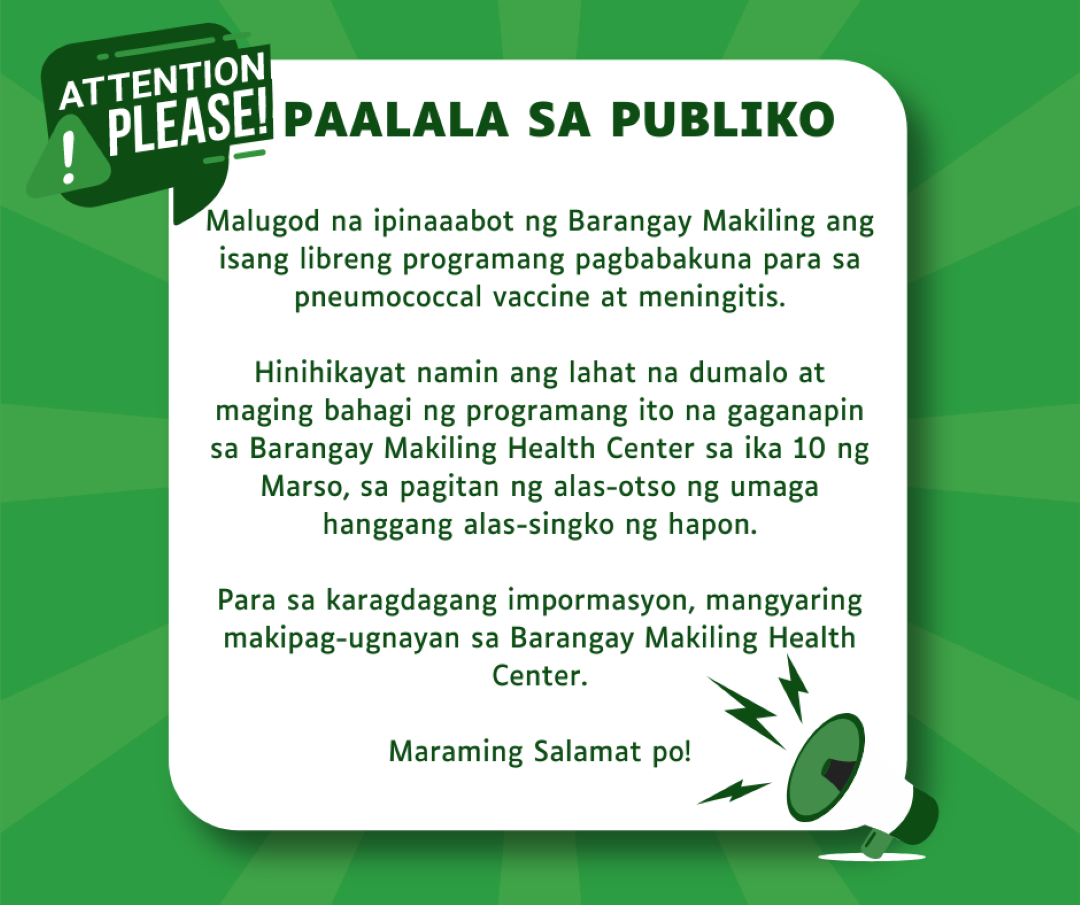 ATTENTION
PLEASE!
!
PAALALA SA PUBLIKO
Malugod na ipinaaabot ng Barangay Makiling ang
isang libreng programang pagbabakuna para sa
pneumococcal vaccine at meningitis.
Hinihikayat namin ang lahat na dumalo at
maging bahagi ng programang ito na gaganapin
sa Barangay Makiling Health Center sa ika 10 ng
Marso, sa pagitan ng alas-otso ng umaga
hanggang alas-singko ng hapon.
Para sa karagdagang impormasyon, mangyaring
makipag-ugnayan sa Barangay Makiling Health
Center.
Maraming Salamat po!